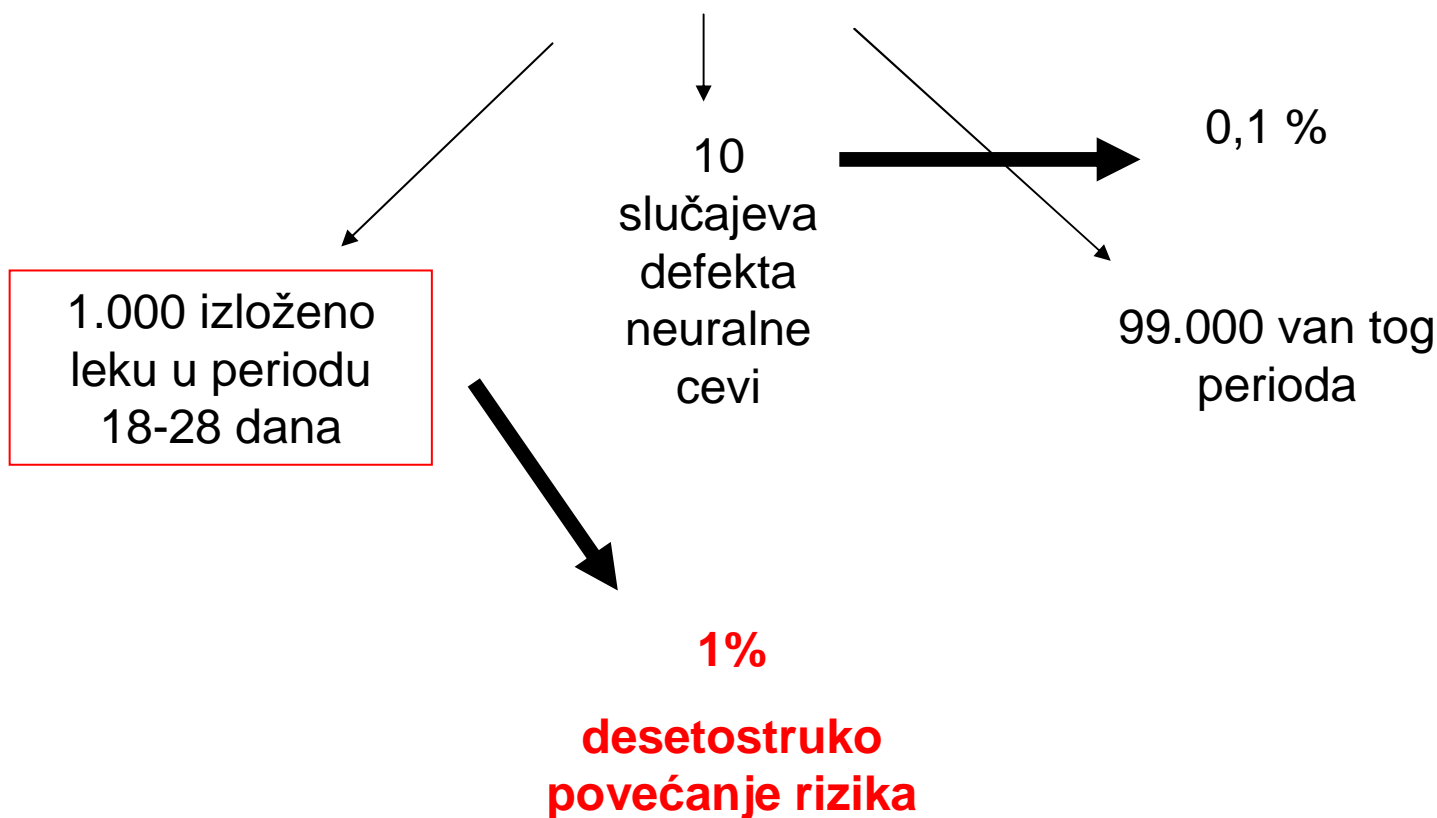 10
slučajeva
defekta
neuralne
cevi
0,1 %
1.000 izloženo
leku u periodu
18-28 dana
99.000 van tog
perioda
1%
desetostruko
povećanje rizika